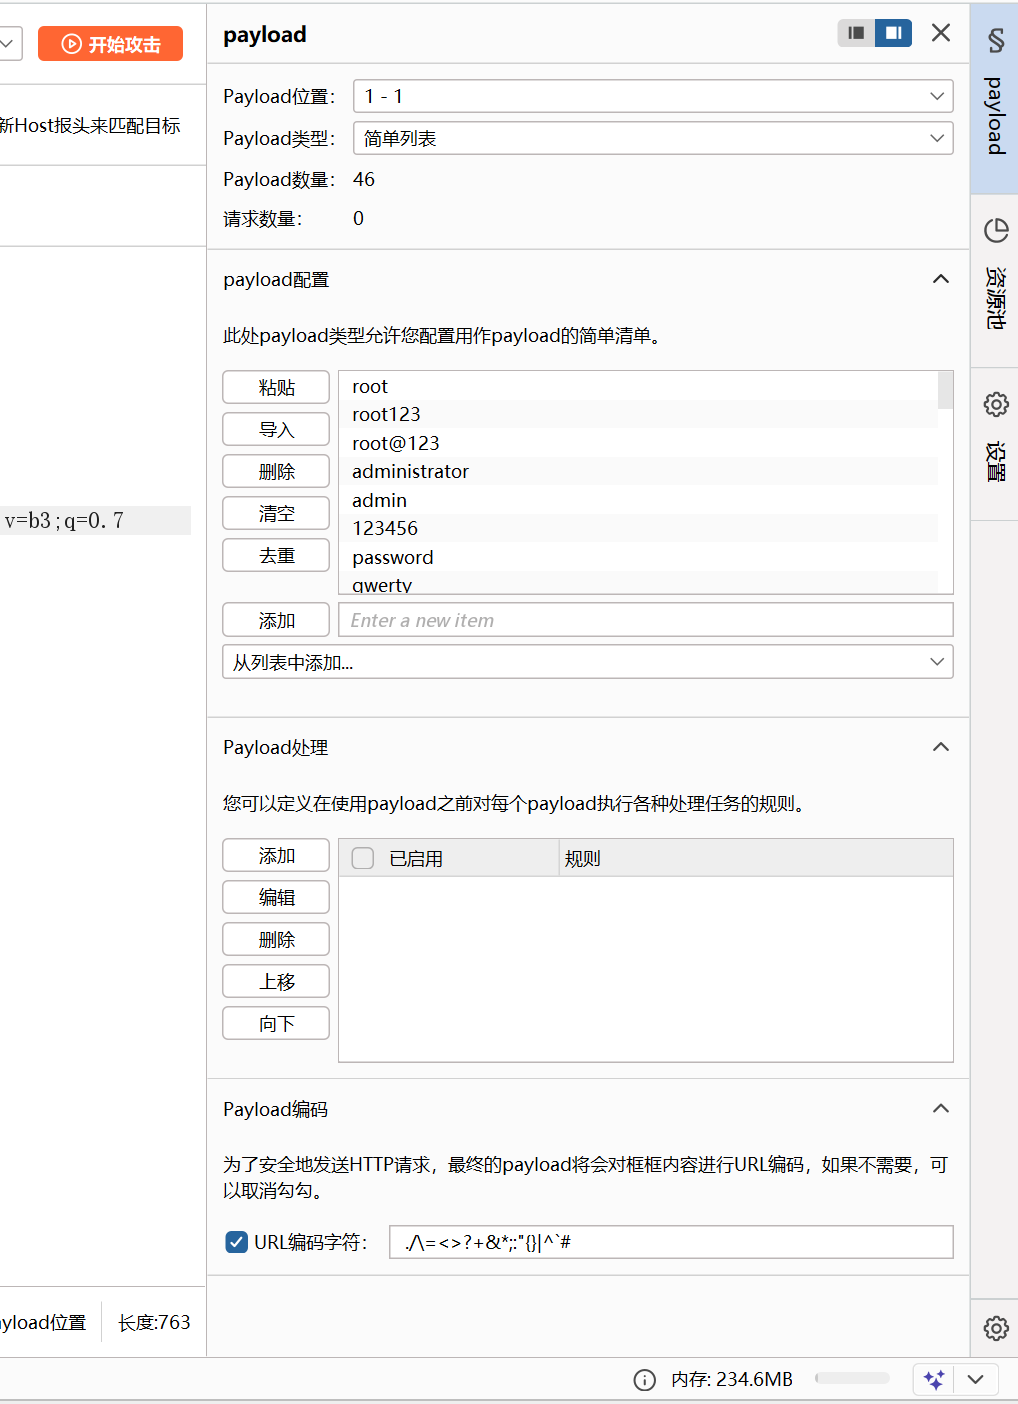 开始攻击
新Host报头来匹配目标
v=b3;q=0.7
yload位置
长度:763
payload
Payload位置: 1 - 1
Payload类型: 简单列表
Payload数量: 46
请求数量: 0
payload配置
此处payload类型允许您配置用作payload的简单清单。
粘贴
导入
删除
清空
去重
root
root123
root@123
administrator
admin
123456
password
qwerty
添加
Enter a new item
从列表中添加...
Payload处理
您可以定义在使用payload之前对每个payload执行各种处理任务的规则。
添加
编辑
删除
上移
向下
已启用 规则
Payload编码
为了安全地发送HTTP请求，最终的payload将会对框框内容进行URL编码，如果不需要，可
以取消勾勾。
URL编码字符: ./\=<>?+&*;:"{}|^`#
payload
资源池
设置
内存: 234.6MB